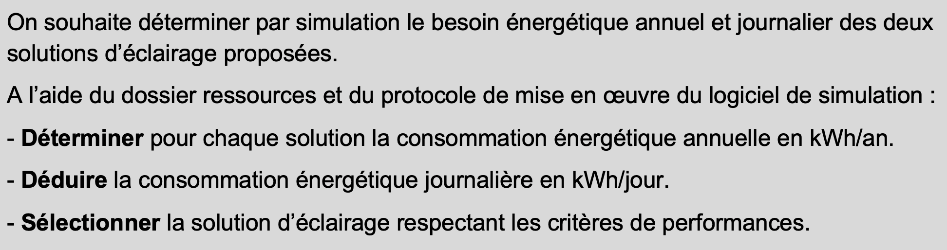 On souhaite déterminer par simulation le besoin énergétique annuel et journalier des deux
solutions d'éclairage proposées.
A l'aide du dossier ressources et du protocole de mise en œuvre du logiciel de simulation :
- Déterminer pour chaque solution la consommation énergétique annuelle en kWh/an.
- Déduire la consommation énergétique journalière en kWh/jour.
- Sélectionner la solution d'éclairage respectant les critères de performances.